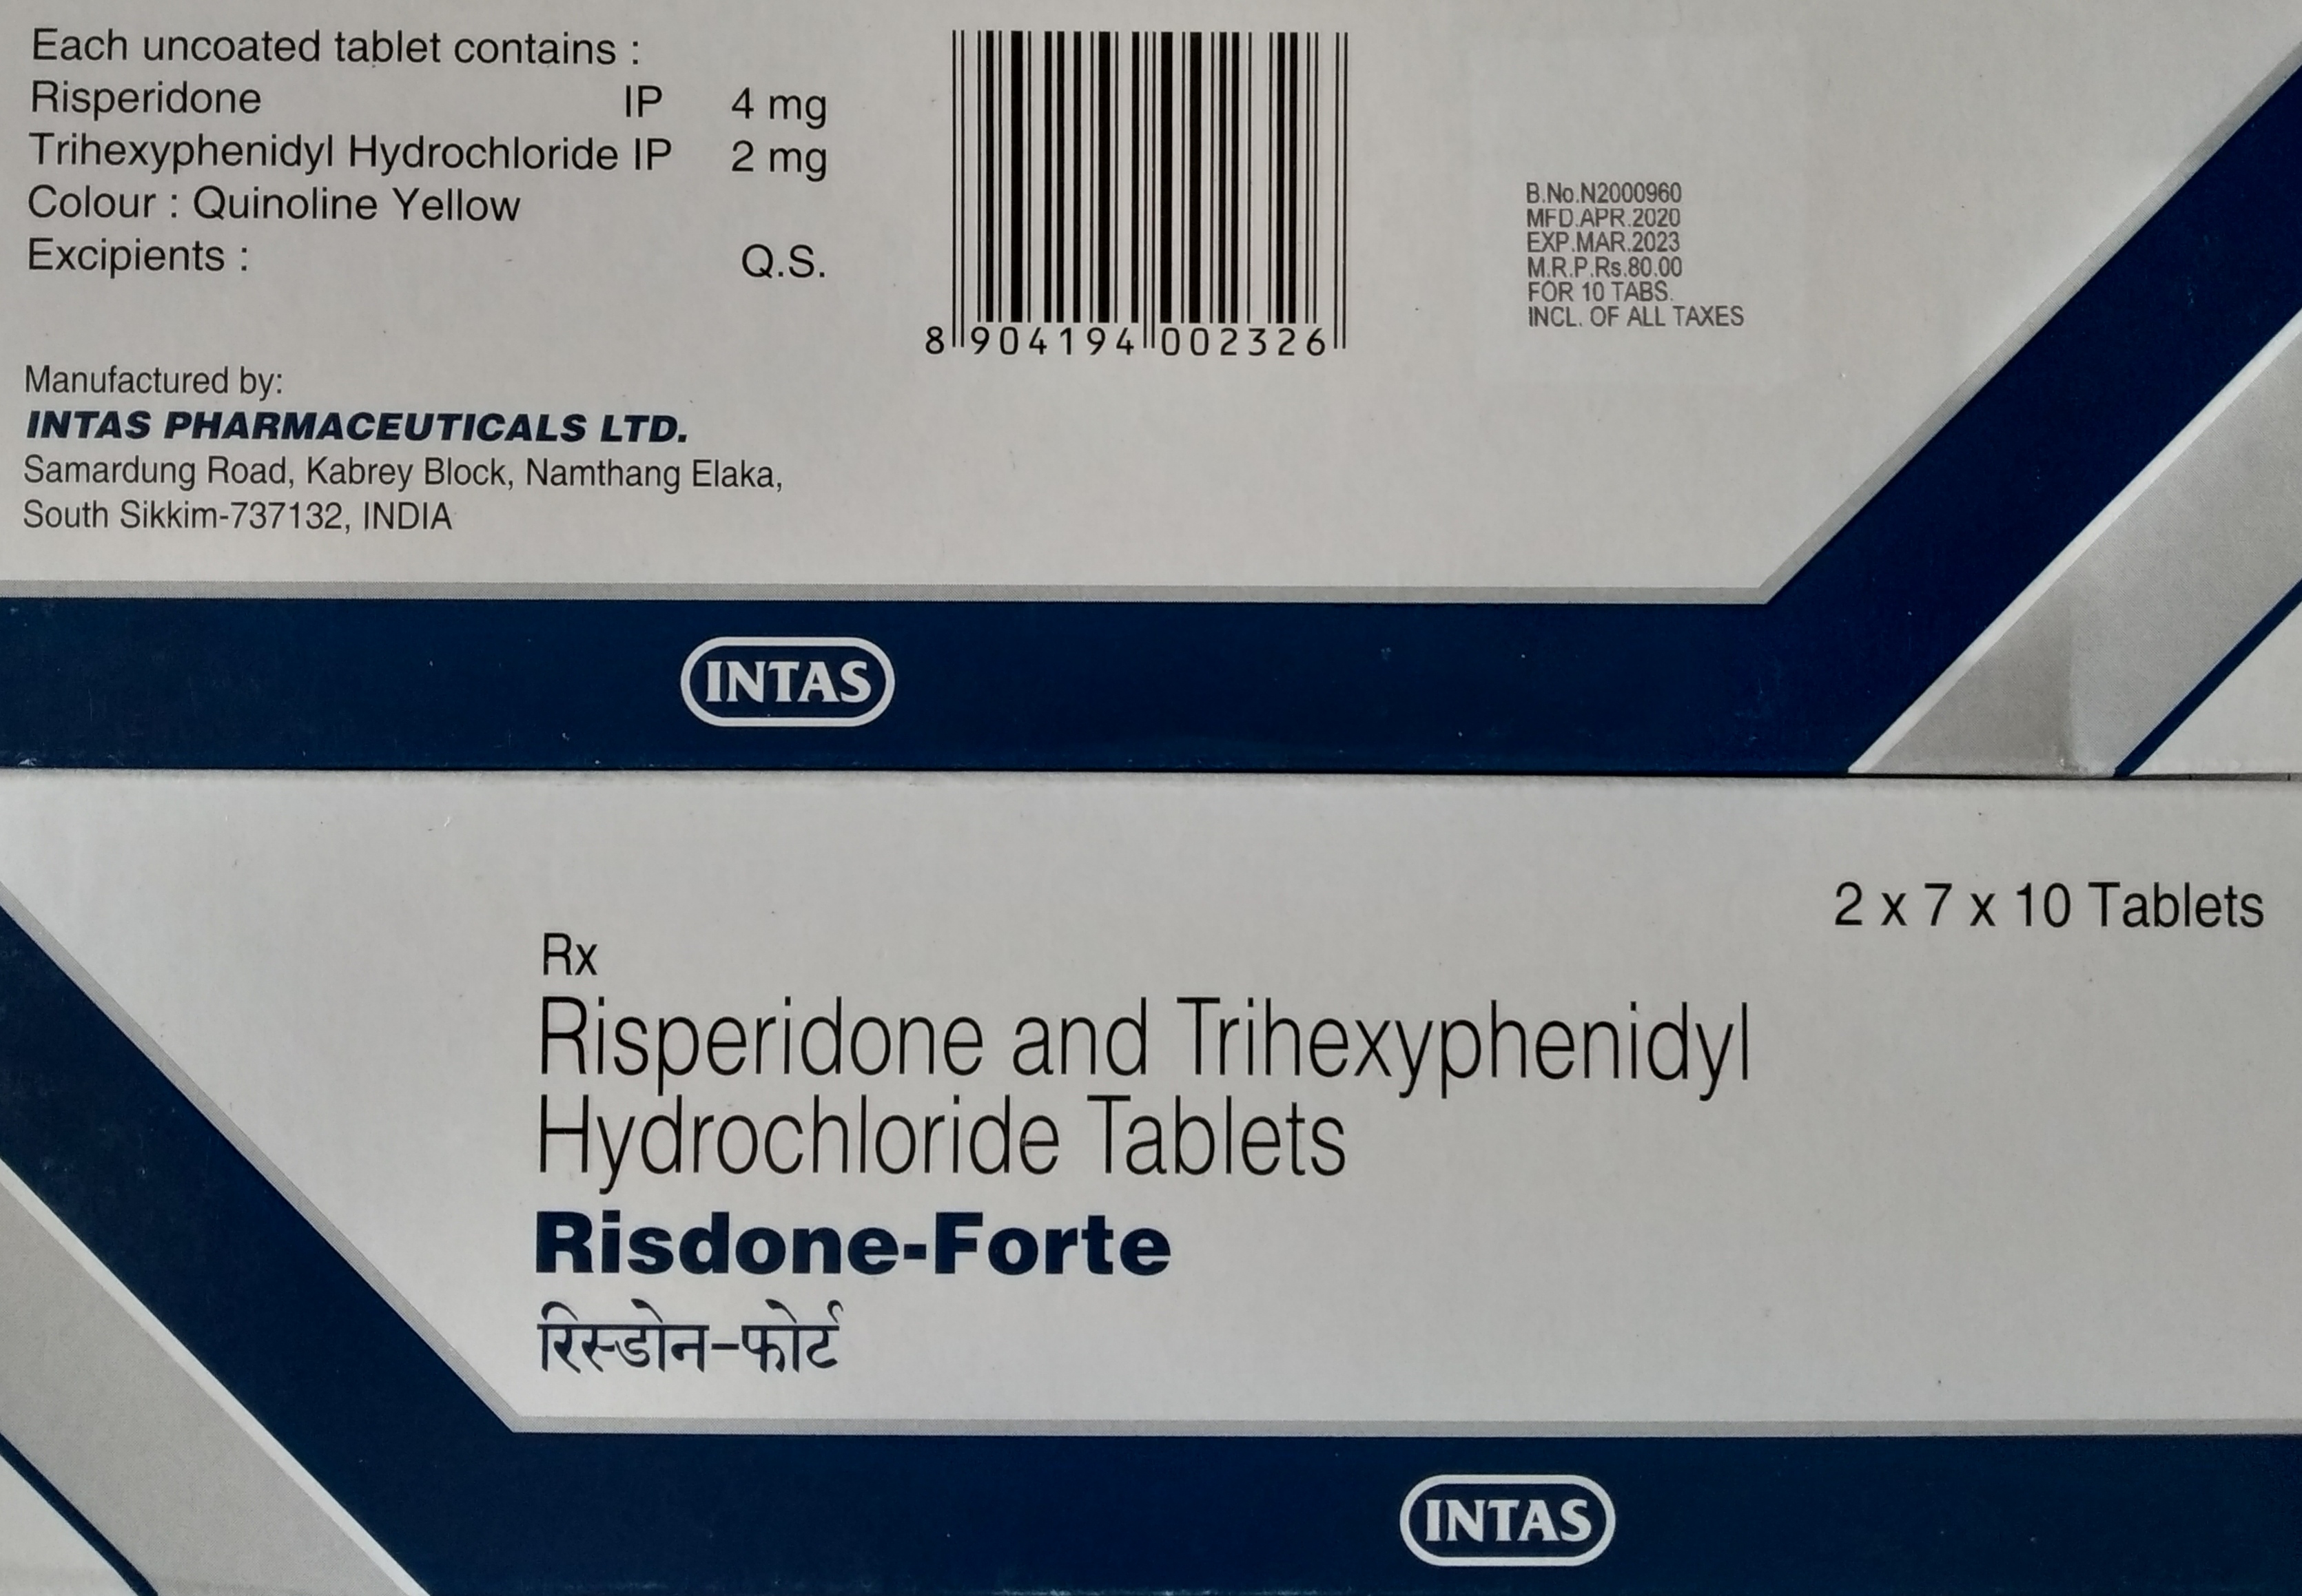 Each uncoated tablet contains :
Risperidone IP 4 mg
Trihexyphenidyl Hydrochloride IP 2 mg
Colour : Quinoline Yellow
Excipients : Q.S.
8 904194 002326
B.No.N2000960
MFD.APR.2020
EXP.MAR.2023
M.R.P.Rs.80.00
FOR 10 TABS.
INCL. OF ALL TAXES
Manufactured by:
INTAS PHARMACEUTICALS LTD.
Samardung Road, Kabrey Block, Namthang Elaka,
South Sikkim-737132, INDIA
INTAS
2 x 7 x 10 Tablets
Rx
Risperidone and Trihexyphenidyl
Hydrochloride Tablets
Risdone-Forte
रिस्डोन-फोर्ट
INTAS